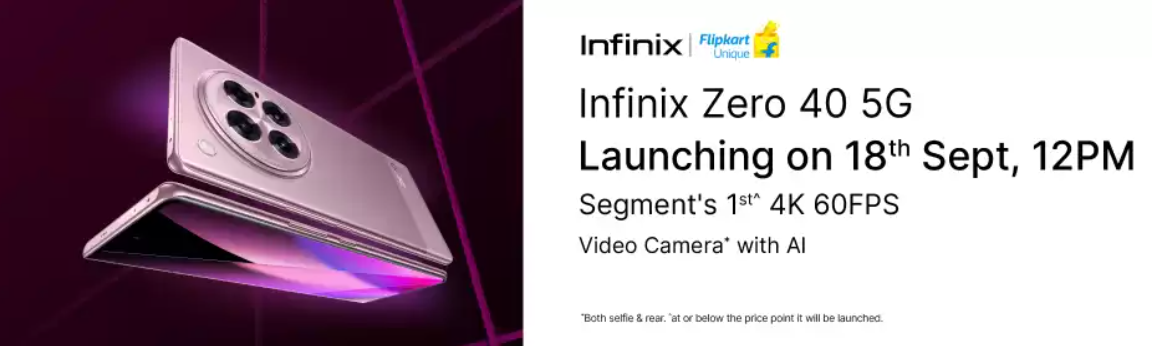 Infinix | Flipkart
Unique
Infinix Zero 40 5G
Launching on 18th Sept, 12PM
Segment's 1st^ 4K 60FPS
Video Camera* with AI
*Both selfie & rear. ^at or below the price point it will be launched.